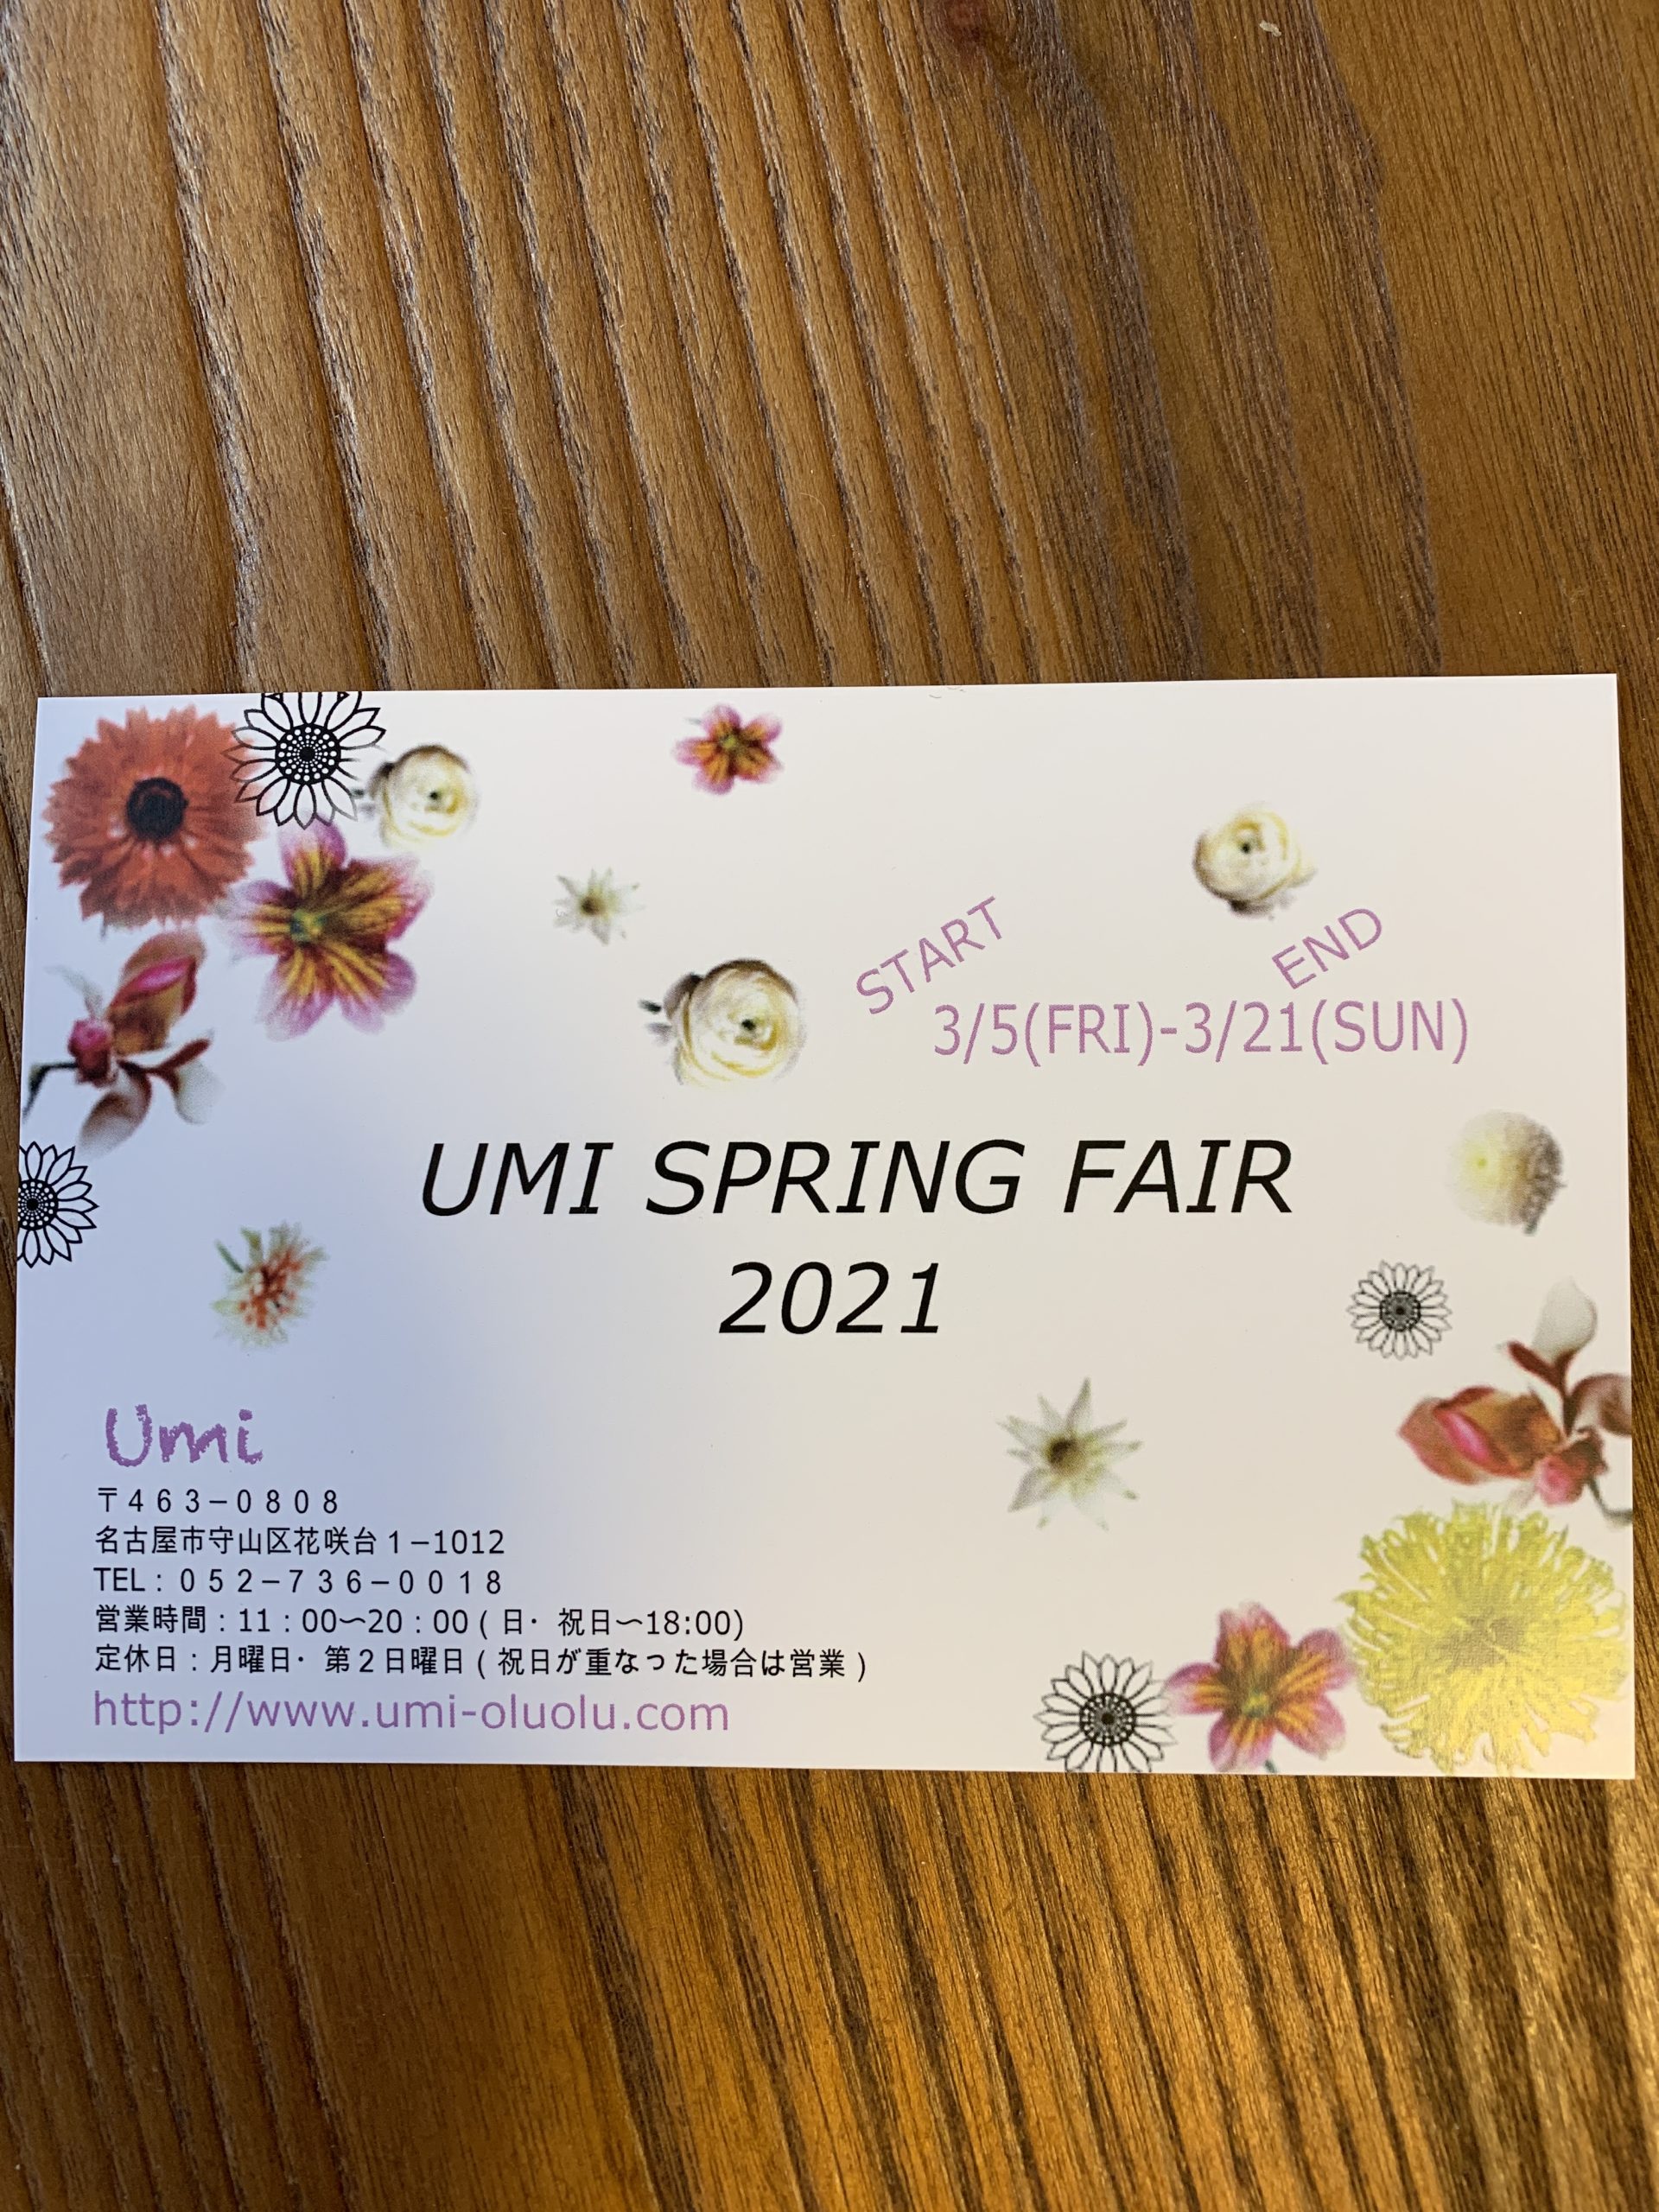 START
END
3/5(FRI)-3/21(SUN)
UMI SPRING FAIR
2021
Umi
〒463−0808
名古屋市守山区花咲台1−1012
TEL:052−736−0018
営業時間:11:00〜20:00(日・祝日〜18:00)
定休日:月曜日・第2日曜日(祝日が重なった場合は営業)
http://www.umi-oluolu.com